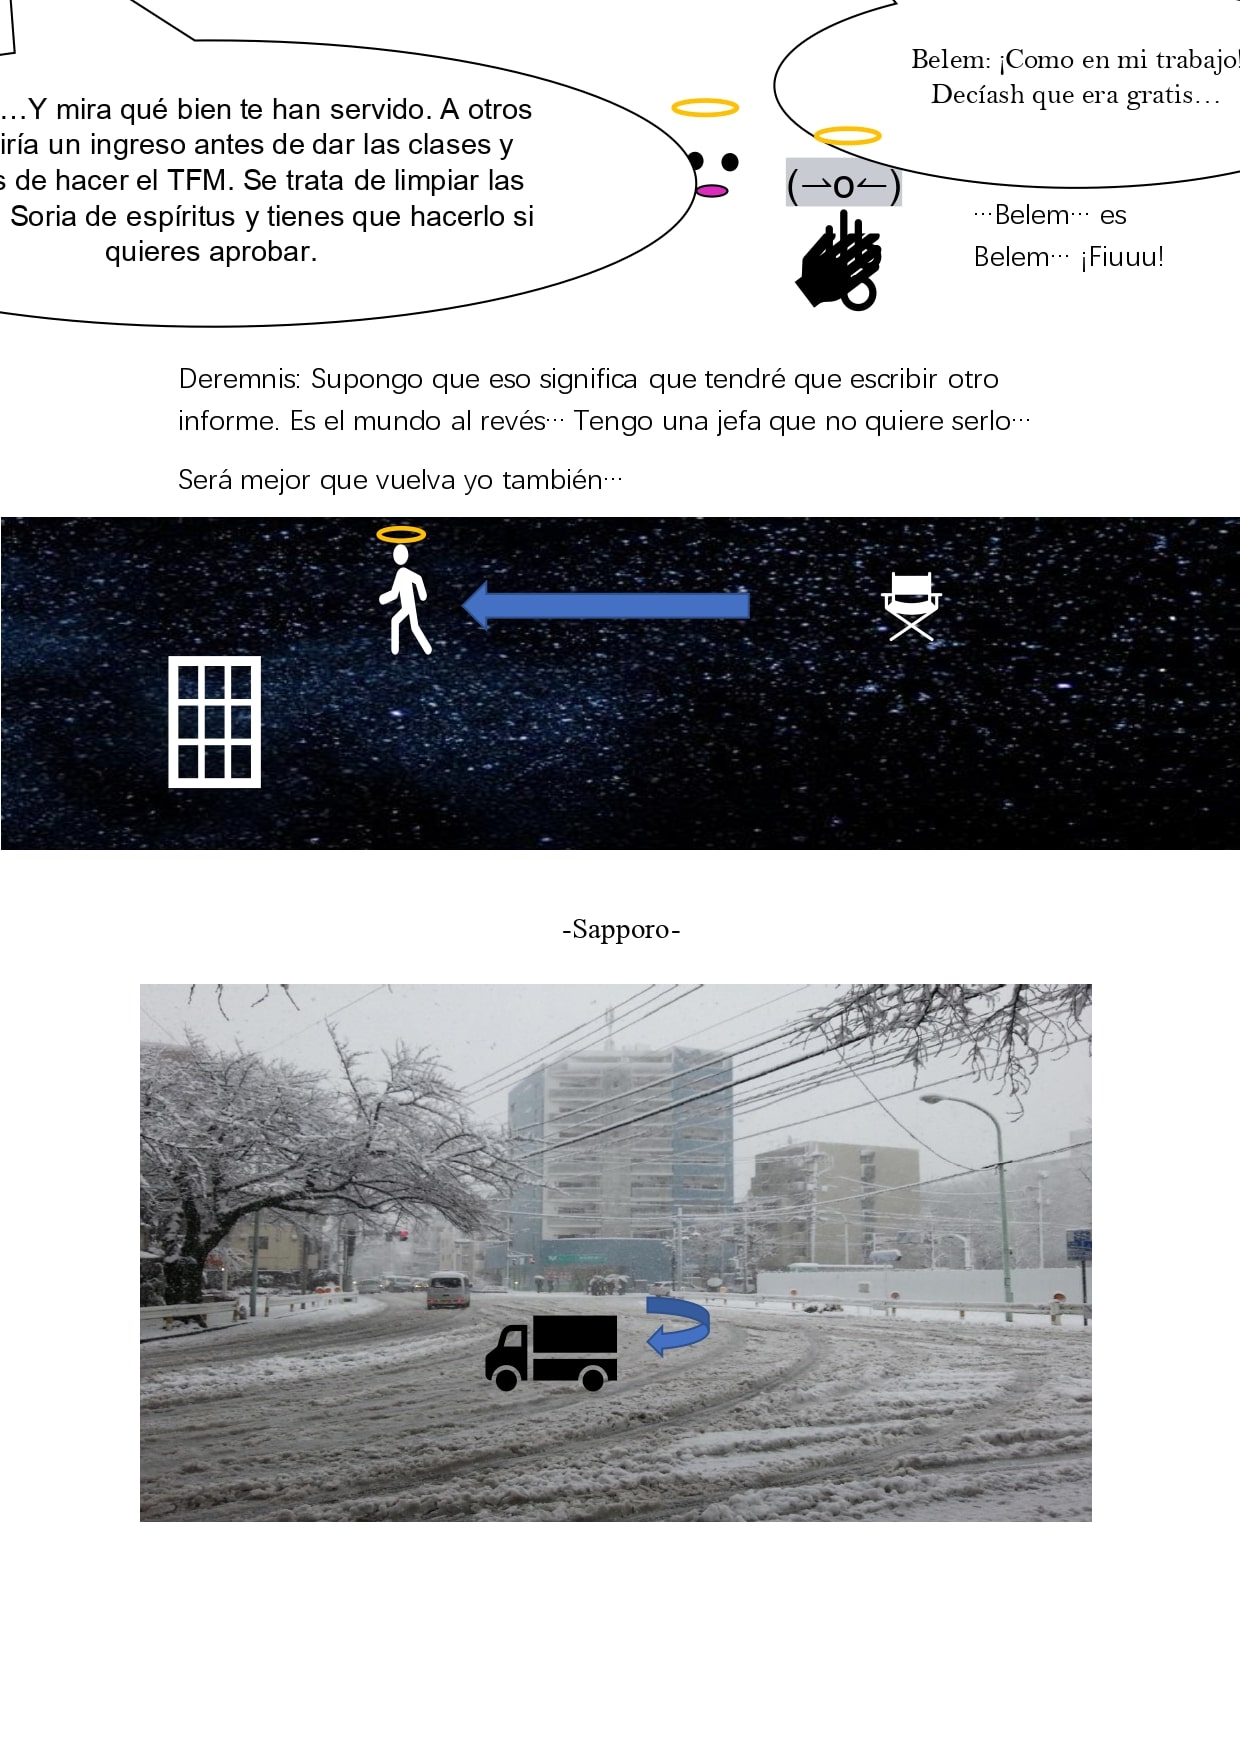 …Y mira qué bien te han servido. A otros
iría un ingreso antes de dar las clases y
s de hacer el TFM. Se trata de limpiar las
Soria de espíritus y tienes que hacerlo si
quieres aprobar.
Belem: ¡Como en mi trabajo!
Decíash que era gratis…
(⇀o↼)
…Belem… es
Belem… ¡Fiuuu!
Deremnis: Supongo que eso significa que tendré que escribir otro
informe. Es el mundo al revés… Tengo una jefa que no quiere serlo…
Será mejor que vuelva yo también…
-Sapporo-